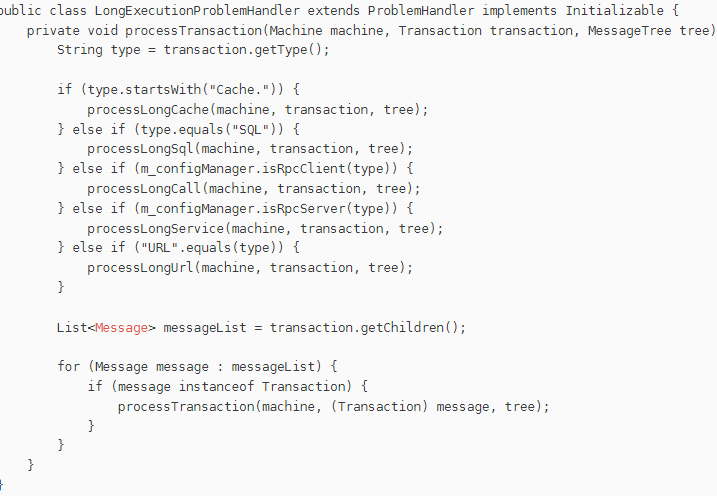 public class LongExecutionProblemHandler extends ProblemHandler implements Initializable {
    private void processTransaction(Machine machine, Transaction transaction, MessageTree tree)
        String type = transaction.getType();

        if (type.startsWith("Cache.")) {
            processLongCache(machine, transaction, tree);
        } else if (type.equals("SQL")) {
            processLongSql(machine, transaction, tree);
        } else if (m_configManager.isRpcClient(type)) {
            processLongCall(machine, transaction, tree);
        } else if (m_configManager.isRpcServer(type)) {
            processLongService(machine, transaction, tree);
        } else if ("URL".equals(type)) {
            processLongUrl(machine, transaction, tree);
        }

        List<Message> messageList = transaction.getChildren();

        for (Message message : messageList) {
            if (message instanceof Transaction) {
                processTransaction(machine, (Transaction) message, tree);
            }
        }
    }
}